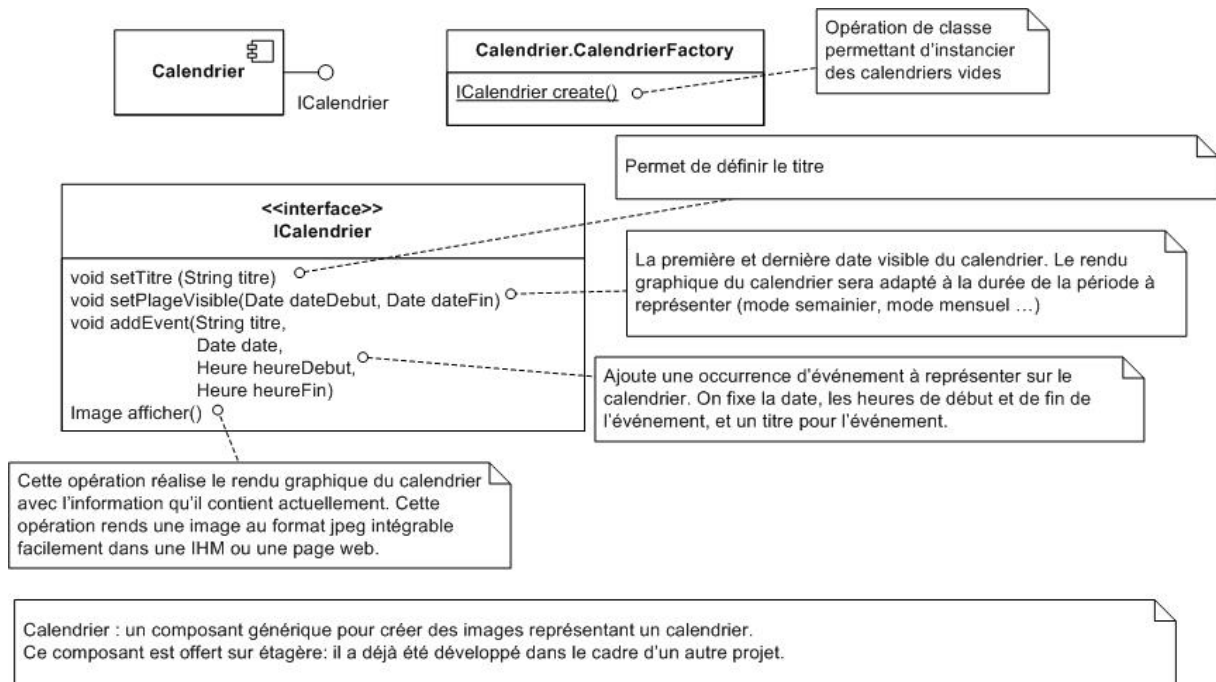 Calendrier
ICalendrier
Calendrier.CalendrierFactory
ICalendrier create()
Opération de classe
permettant d'instancier
des calendriers vides
Permet de définir le titre
<<interface>>
ICalendrier
void setTitre (String titre)
void setPlageVisible(Date dateDebut, Date dateFin)
void addEvent(String titre,
Date date,
Heure heureDebut,
Heure heureFin)
Image afficher()
La première et dernière date visible du calendrier. Le rendu
graphique du calendrier sera adapté à la durée de la période à
représenter (mode semainier, mode mensuel …)
Ajoute une occurrence d'événement à représenter sur le
calendrier. On fixe la date, les heures de début et de fin de
l'événement, et un titre pour l'événement.
Cette opération réalise le rendu graphique du calendrier
avec l'information qu'il contient actuellement. Cette
opération rends une image au format jpeg intégrable
facilement dans une IHM ou une page web.
Calendrier : un composant générique pour créer des images représentant un calendrier.
Ce composant est offert sur étagère: il a déjà été développé dans le cadre d'un autre projet.